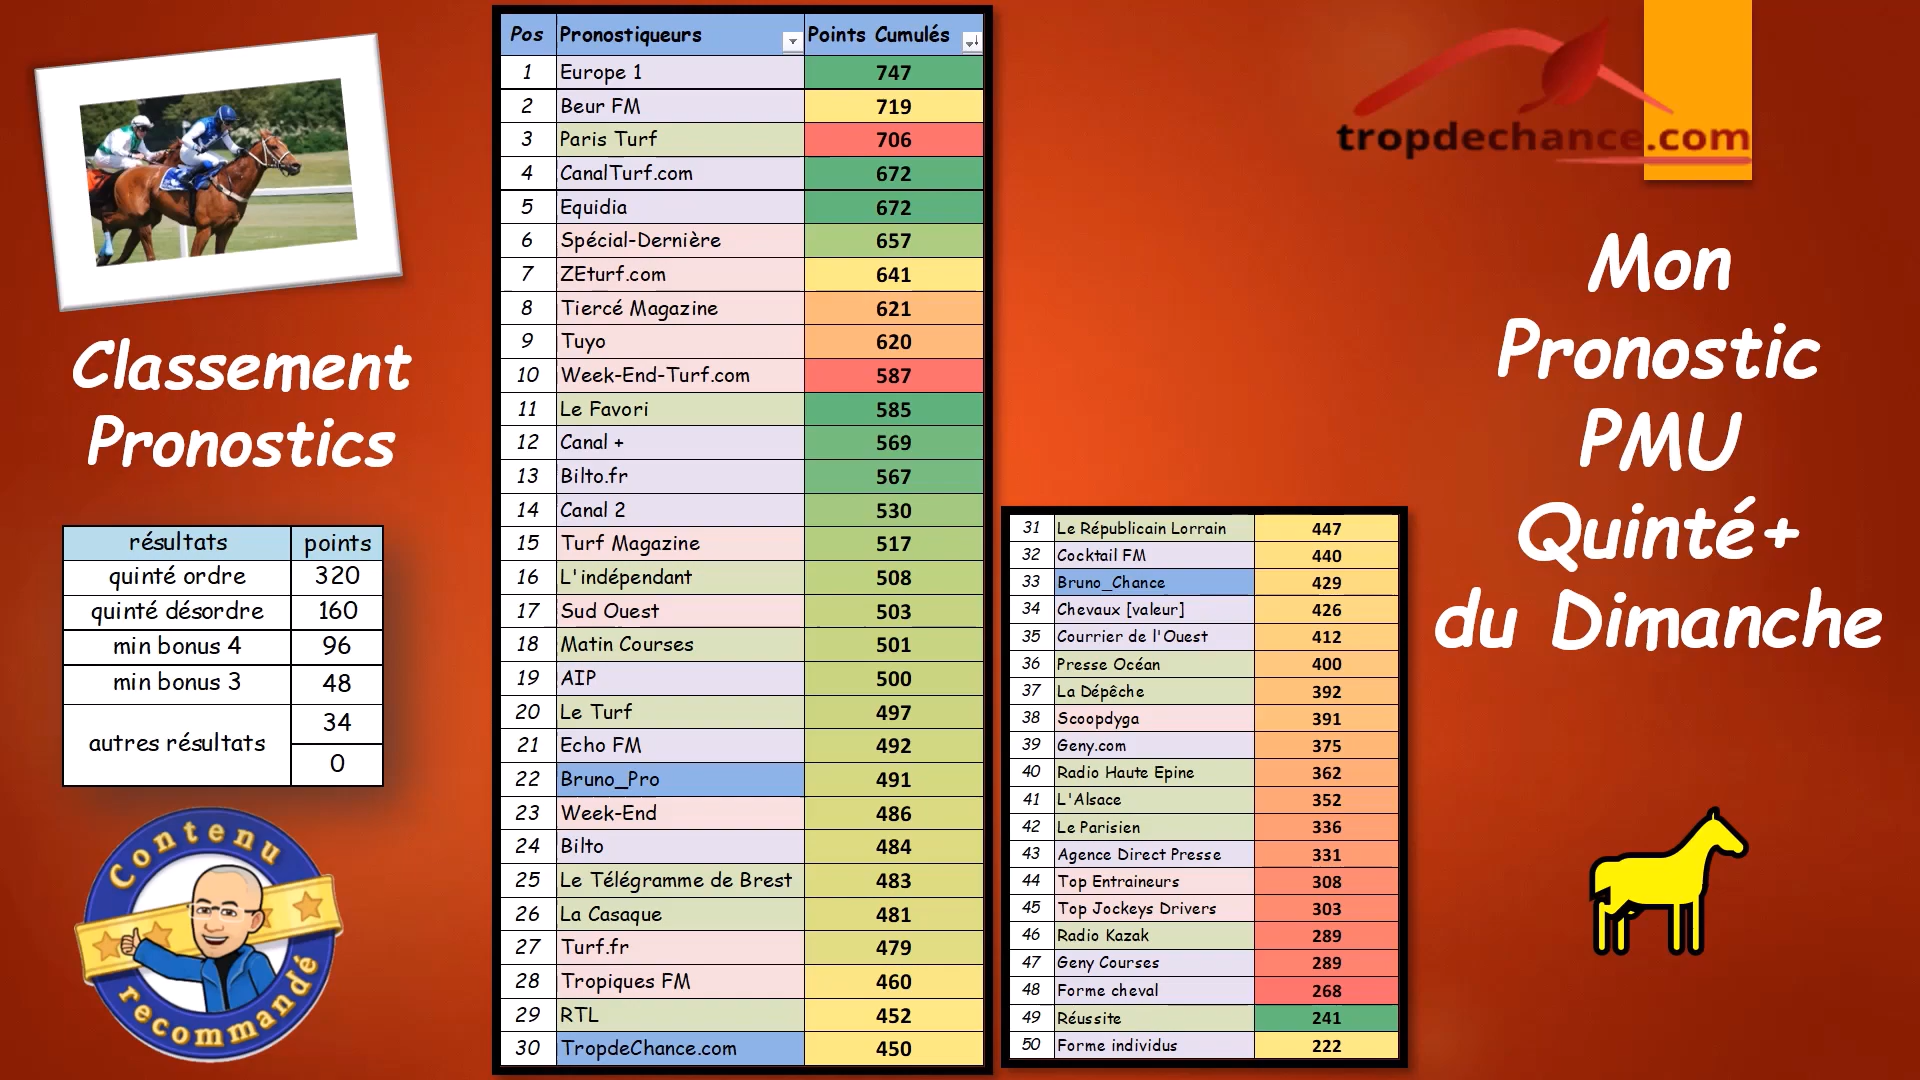 Classement
Pronostics
résultats points
quinté ordre 320
quinté désordre 160
min bonus 4 96
min bonus 3 48
autres résultats 34
0
Contenu
recommandé
Pos Pronostiqueurs Points Cumulés
1 Europe 1 747
2 Beur FM 719
3 Paris Turf 706
4 CanalTurf.com 672
5 Equidia 672
6 Spécial-Dernière 657
7 ZEturf.com 641
8 Tiercé Magazine 621
9 Tuyo 620
10 Week-End-Turf.com 587
11 Le Favori 585
12 Canal + 569
13 Bilto.fr 567
14 Canal 2 530
15 Turf Magazine 517
16 L'indépendant 508
17 Sud Ouest 503
18 Matin Courses 501
19 AIP 500
20 Le Turf 497
21 Echo FM 492
22 Bruno_Pro 491
23 Week-End 486
24 Bilto 484
25 Le Télégramme de Brest 483
26 La Casaque 481
27 Turf.fr 479
28 Tropiques FM 460
29 RTL 452
30 TropdeChance.com 450
31 Le Républicain Lorrain 447
32 Cocktail FM 440
33 Bruno_Chance 429
34 Chevaux [valeur] 426
35 Courrier de l'Ouest 412
36 Presse Océan 400
37 La Dépêche 392
38 Scoopdyga 391
39 Geny.com 375
40 Radio Haute Epine 362
41 L'Alsace 352
42 Le Parisien 336
43 Agence Direct Presse 331
44 Top Entraineurs 308
45 Top Jockeys Drivers 303
46 Radio Kazak 289
47 Geny Courses 289
48 Forme cheval 268
49 Réussite 241
50 Forme individus 222
tropdechance.com
Mon
Pronostic
PMU
Quinté+
du Dimanche